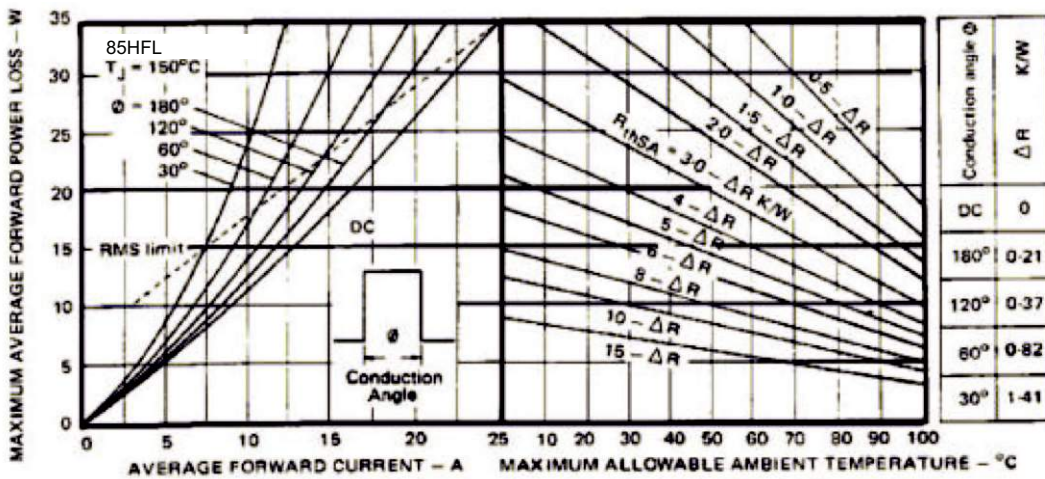 MAXIMUM AVERAGE FORWARD POWER LOSS – W
35
30
25
20
15
10
5
0
85HFL
TJ = 150°C
Ø = 180°
120°
60°
30°
RMS limit
DC
Ø
Conduction
Angle
0 5 10 15 20 25
AVERAGE FORWARD CURRENT – A
0·5 – ΔR
1·0 – ΔR
1·5 – ΔR
2·0 – ΔR
RthSA = 3·0 – ΔR K/W
4 – ΔR
5 – ΔR
6 – ΔR
8 – ΔR
10 – ΔR
15 – ΔR
10 20 30 40 50 60 70 80 90 100
MAXIMUM ALLOWABLE AMBIENT TEMPERATURE – °C
Conduction angle Ø ΔR K/W
DC 0
180° 0·21
120° 0·37
60° 0·82
30° 1·41